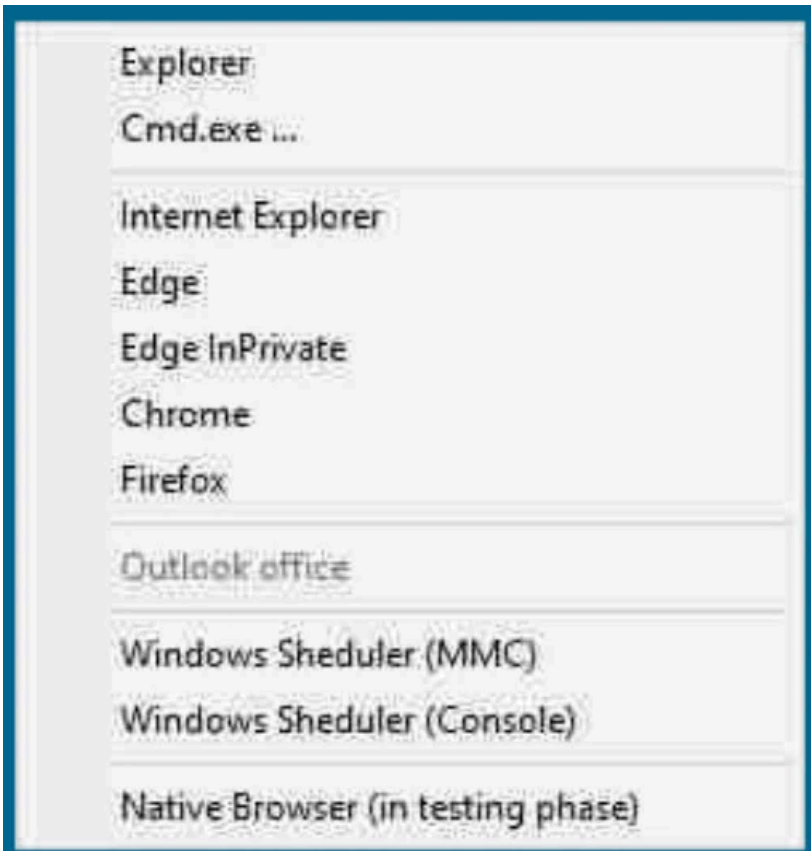 Explorer
Cmd.exe ...
Internet Explorer
Edge
Edge InPrivate
Chrome
Firefox
Outlook office
Windows Sheduler (MMC)
Windows Sheduler (Console)
Native Browser (in testing phase)